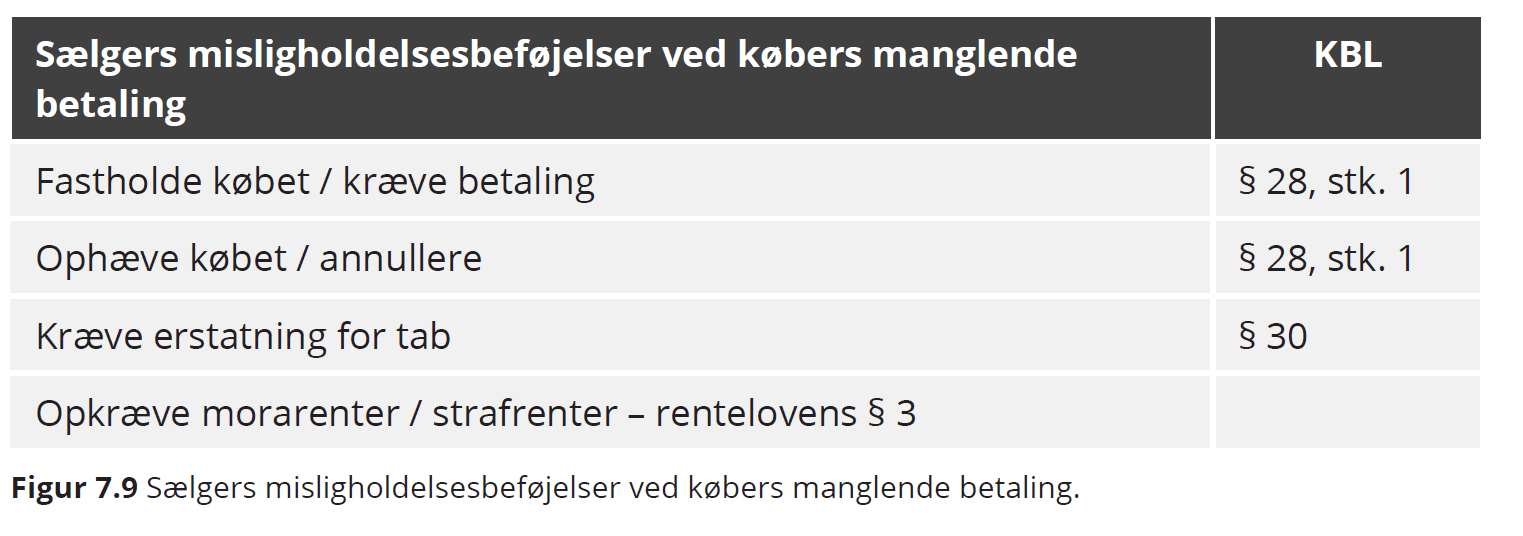 Sælgers misligholdelsesbeføjelser ved købers manglende
betaling
KBL
Fastholde købet / kræve betaling
§ 28, stk. 1
Ophæve købet / annullere
§ 28, stk. 1
Kræve erstatning for tab
§ 30
Opkræve morarenter / strafrenter – rentelovens § 3
Figur 7.9 Sælgers misligholdelsesbeføjelser ved købers manglende betaling.